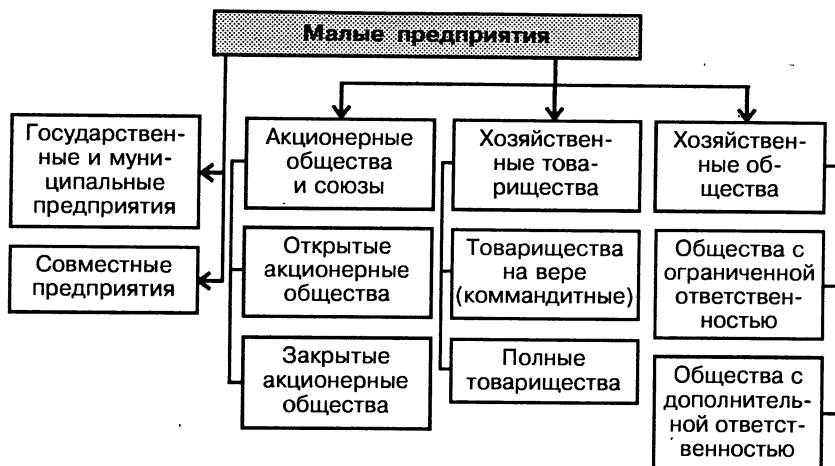 Малые предприятия
Государствен-
ные и муни-
ципальные
предприятия
Совместные
предприятия
Акционерные
общества
и союзы
Открытые
акционерные
общества
Закрытые
акционерные
общества
Хозяйствен-
ные това-
рищества
Товарищества
на вере
(коммандитные)
Полные
товарищества
Хозяйствен-
ные об-
щества
Общества с
ограниченной
ответствен-
ностью
Общества с
дополнитель-
ной ответст-
венностью